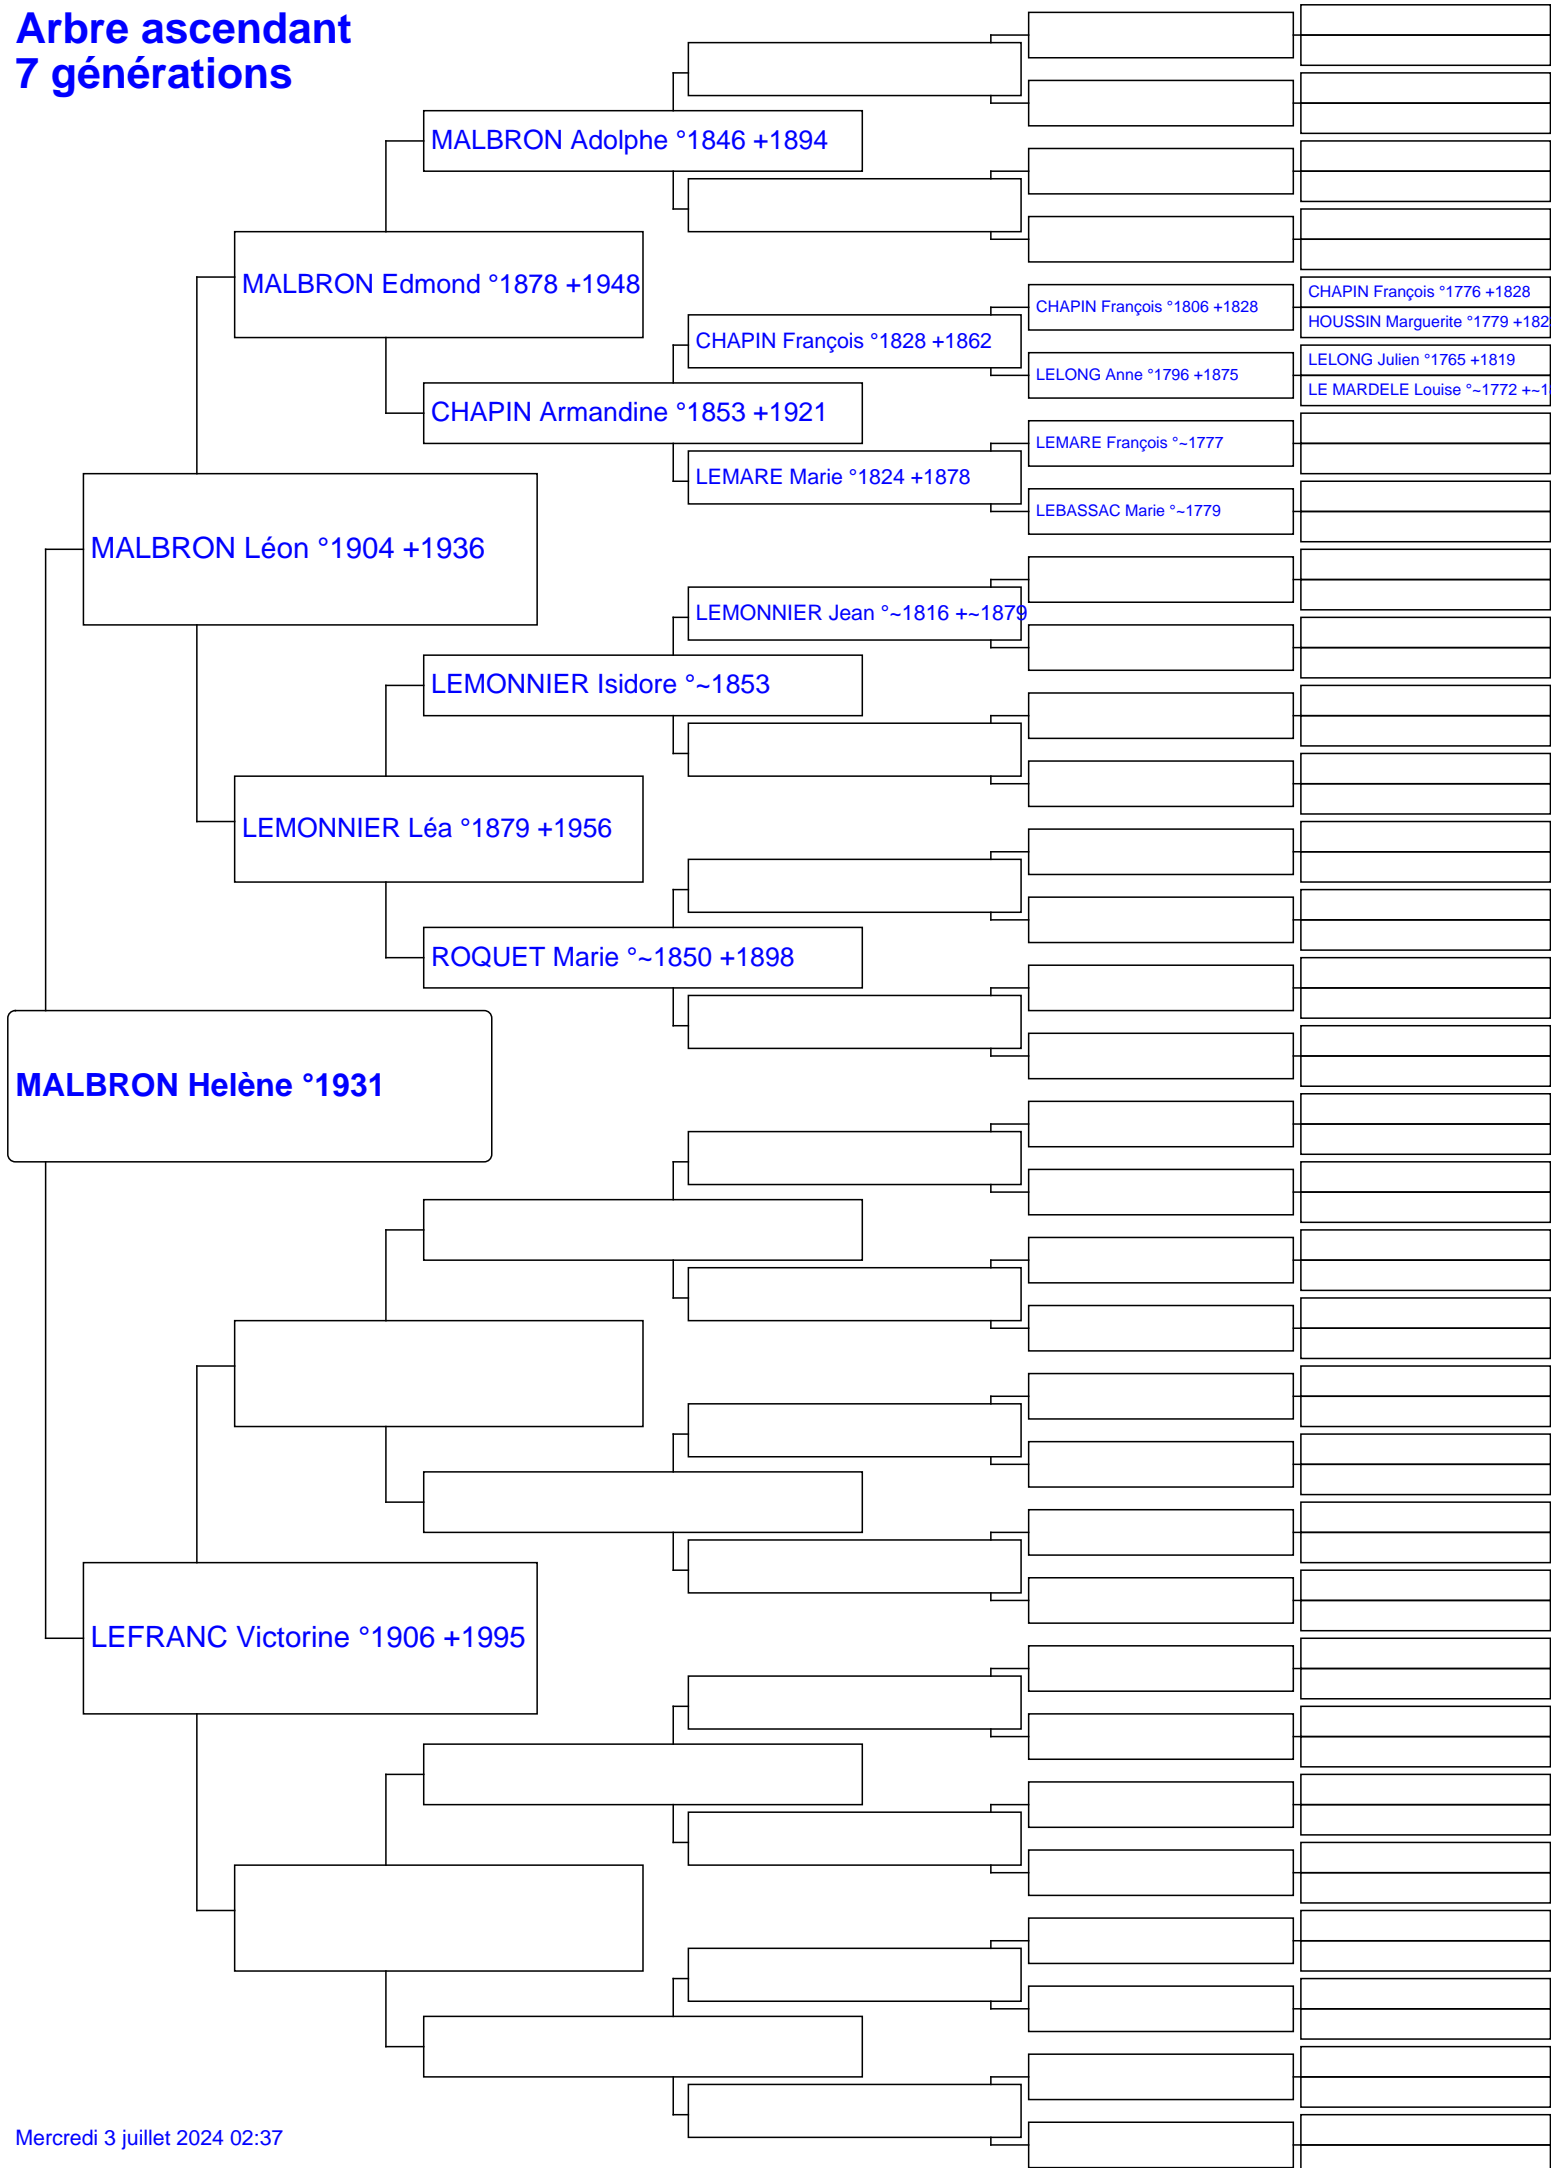 Arbre ascendant
7 générations
MALBRON Adolphe °1846 +1894
MALBRON Edmond °1878 +1948
CHAPIN François °1776 +1828
CHAPIN François °1806 +1828
HOUSSIN Marguerite °1779 +182
CHAPIN François °1828 +1862
LELONG Julien °1765 +1819
LELONG Anne °1796 +1875
LE MARDELE Louise °~1772 +~1
CHAPIN Armandine °1853 +1921
LEMARE François °~1777
LEMARE Marie °1824 +1878
LEBASSAC Marie °~1779
MALBRON Léon °1904 +1936
LEMONNIER Jean °~1816 +~1879
LEMONNIER Isidore °~1853
LEMONNIER Léa °1879 +1956
ROQUET Marie °~1850 +1898
MALBRON Helène °1931
LEFRANC Victorine °1906 +1995
Mercredi 3 juillet 2024 02:37